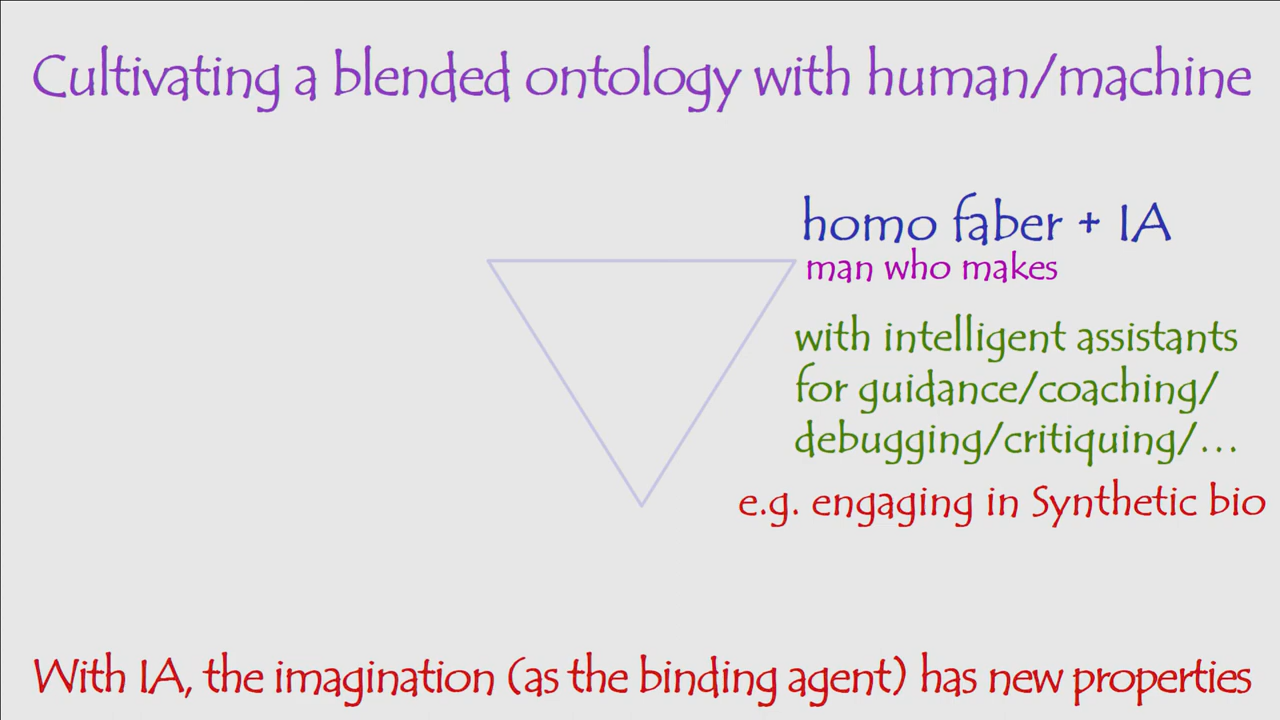 Cultivating a blended ontology with human/machine
homo faber + IA
man who makes
with intelligent assistants
for guidance/coaching/
debugging/critiquing/...
e.g. engaging in Synthetic bio
With IA, the imagination (as the binding agent) has new properties